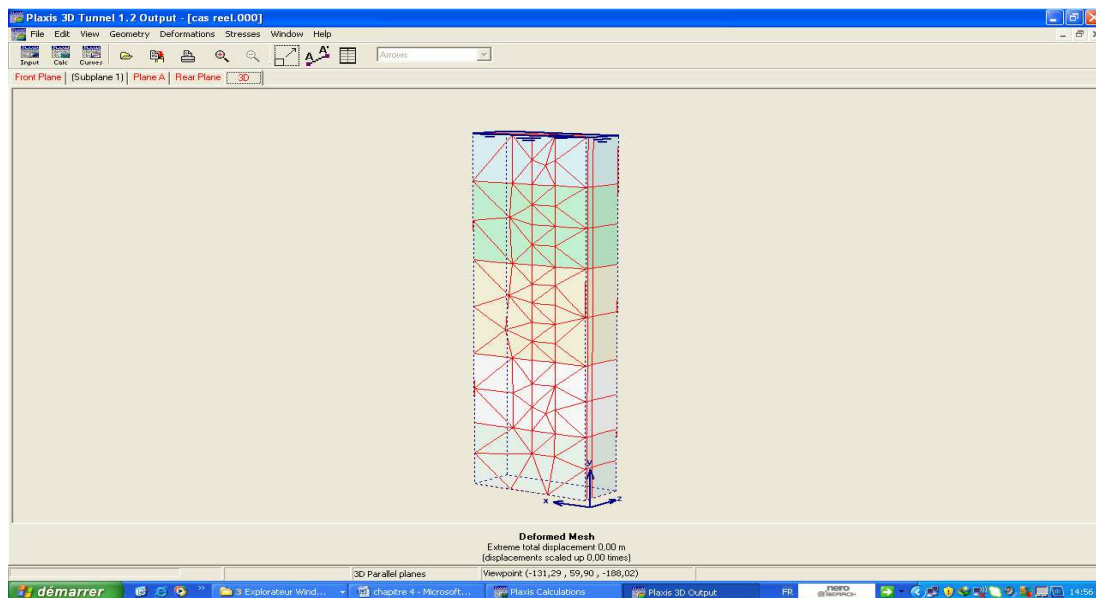 Plaxis 3D Tunnel 1.2 Output - [cas reel.000]
File Edit View Geometry Deformations Stresses Window Help
Input Calc Curves A A' Arrows
Front Plane (Subplane 1) Plane A Rear Plane 3D
y
x z
Deformed Mesh
Extreme total displacement 0,00 m
(displacements scaled up 0,00 times)
3D Parallel planes Viewpoint (-131,29 , 59,90 , -188,02)
démarrer 3 Explorateur Wind... chapitre 4 - Microsoft... Plaxis Calculations Plaxis 3D Output FR nero SEARCH 14:56